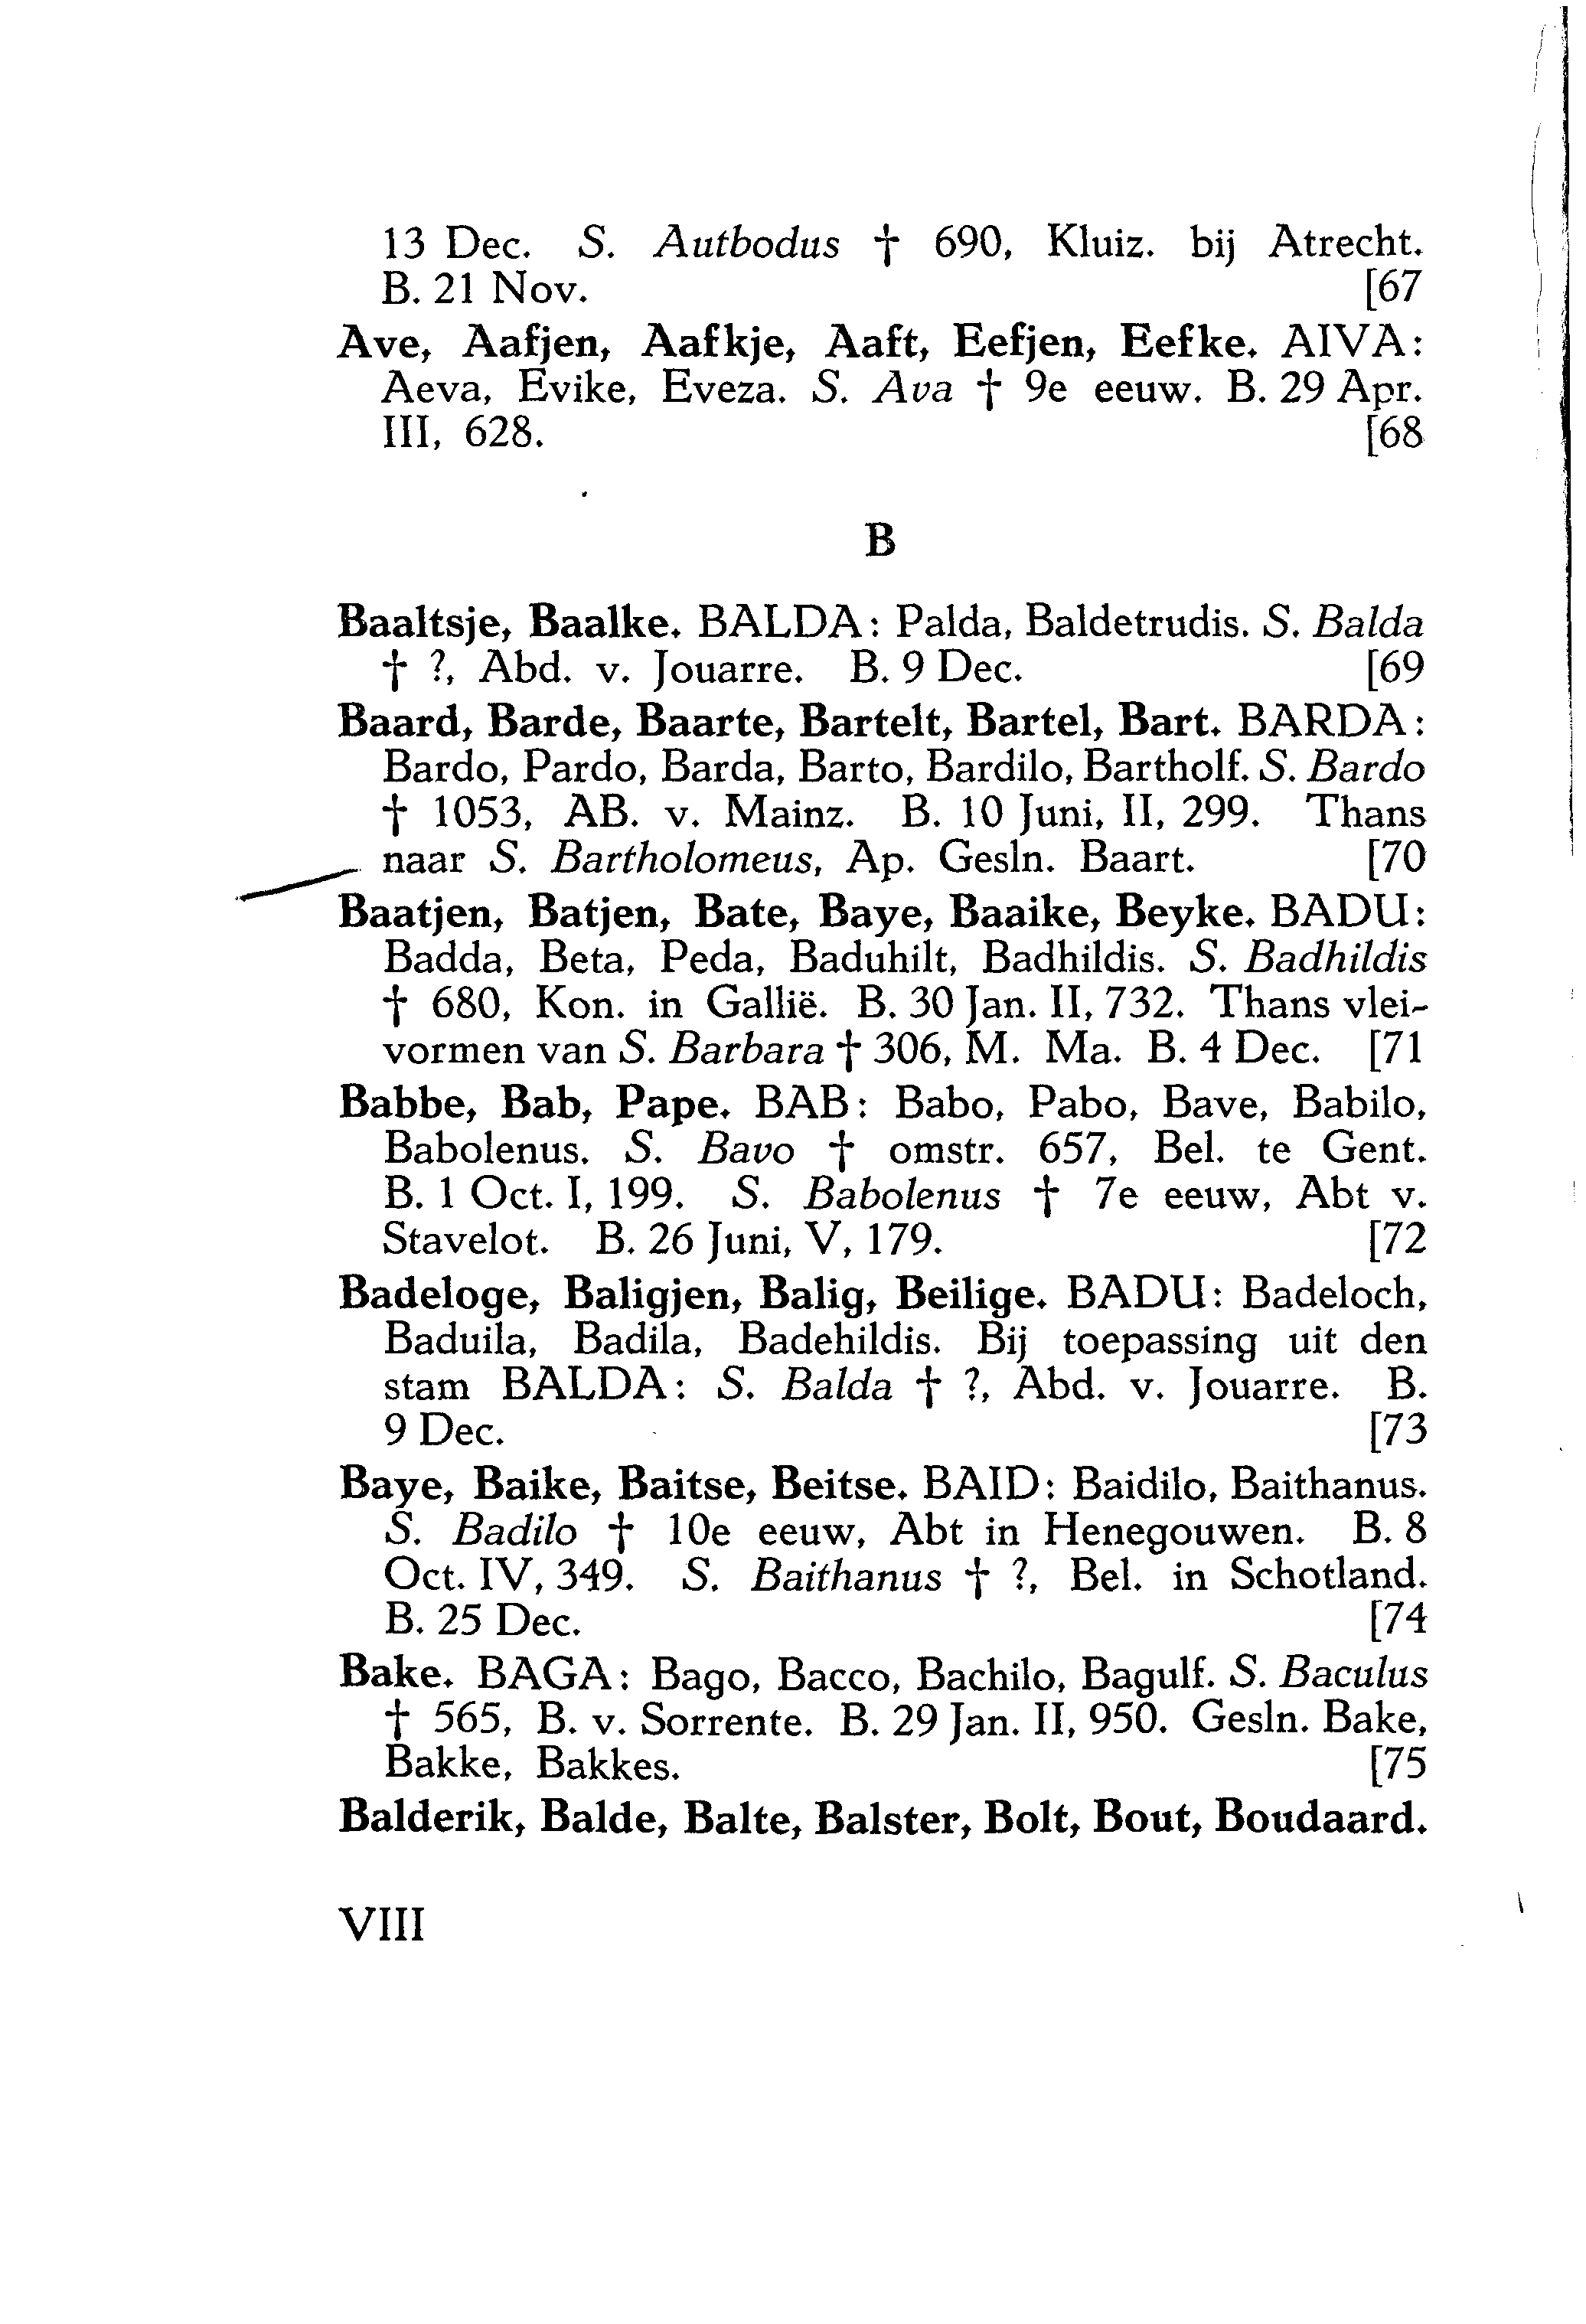 13 Dec. S. Autbodus † 690, Kluiz. bij Atrecht.
B. 21 Nov. [67
Ave, Aafjen, Aafkje, Aaft, Eefjen, Eefke. AIVA:
Aeva, Evike, Eveza. S. Ava † 9e eeuw. B. 29 Apr.
III, 628. [68
B
Baaltsje, Baalke. BALDA: Palda, Baldetrudis. S. Balda
† ?, Abd. v. Jouarre. B. 9 Dec. [69
Baard, Barde, Baarte, Bartelt, Bartel, Bart. BARDA:
Bardo, Pardo, Barda, Barto, Bardilo, Bartholf. S. Bardo
† 1053, AB. v. Mainz. B. 10 Juni, II, 299. Thans
naar S. Bartholomeus, Ap. Gesln. Baart. [70
Baatjen, Batjen, Bate, Baye, Baaike, Beyke. BADU:
Badda, Beta, Peda, Baduhilt, Badhildis. S. Badhildis
† 680, Kon. in Gallië. B. 30 Jan. II, 732. Thans vlei-
vormen van S. Barbara † 306, M. Ma. B. 4 Dec. [71
Babbe, Bab, Pape. BAB: Babo, Pabo, Bave, Babilo,
Babolenus. S. Bavo † omstr. 657, Bel. te Gent.
B. 1 Oct. I, 199. S. Babolenus † 7e eeuw, Abt v.
Stavelot. B. 26 Juni, V, 179. [72
Badeloge, Baligjen, Balig, Beilige. BADU: Badeloch,
Baduila, Badila, Badehildis. Bij toepassing uit den
stam BALDA: S. Balda † ?, Abd. v. Jouarre. B.
9 Dec. [73
Baye, Baike, Baitse, Beitse. BAID: Baidilo, Baithanus.
S. Badilo † 10e eeuw, Abt in Henegouwen. B. 8
Oct. IV, 349. S. Baithanus † ?, Bel. in Schotland.
B. 25 Dec. [74
Bake. BAGA: Bago, Bacco, Bachilo, Bagulf. S. Baculus
† 565, B. v. Sorrente. B. 29 Jan. II, 950. Gesln. Bake,
Bakke, Bakkes. [75
Balderik, Balde, Balte, Balster, Bolt, Bout, Boudaard.
VIII